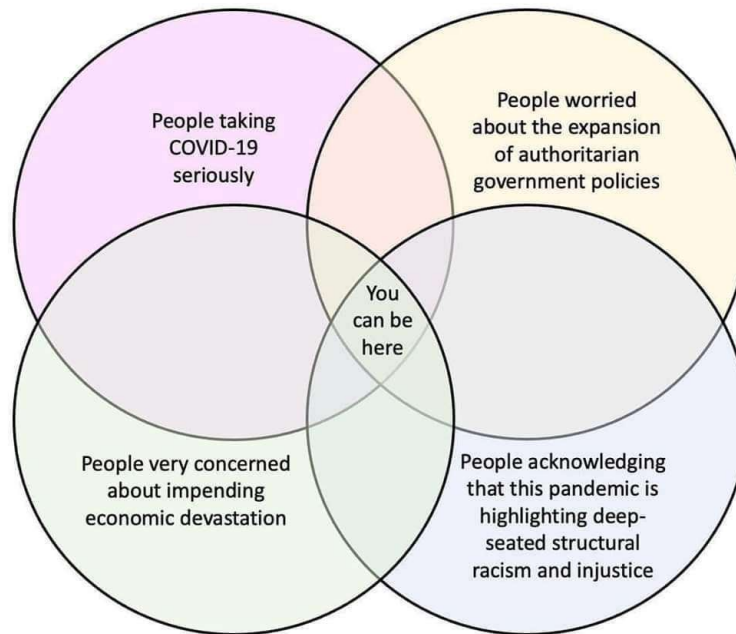 People taking
COVID-19
seriously
People worried
about the expansion
of authoritarian
government policies
You
can be
here
People very concerned
about impending
economic devastation
People acknowledging
that this pandemic is
highlighting deep-
seated structural
racism and injustice